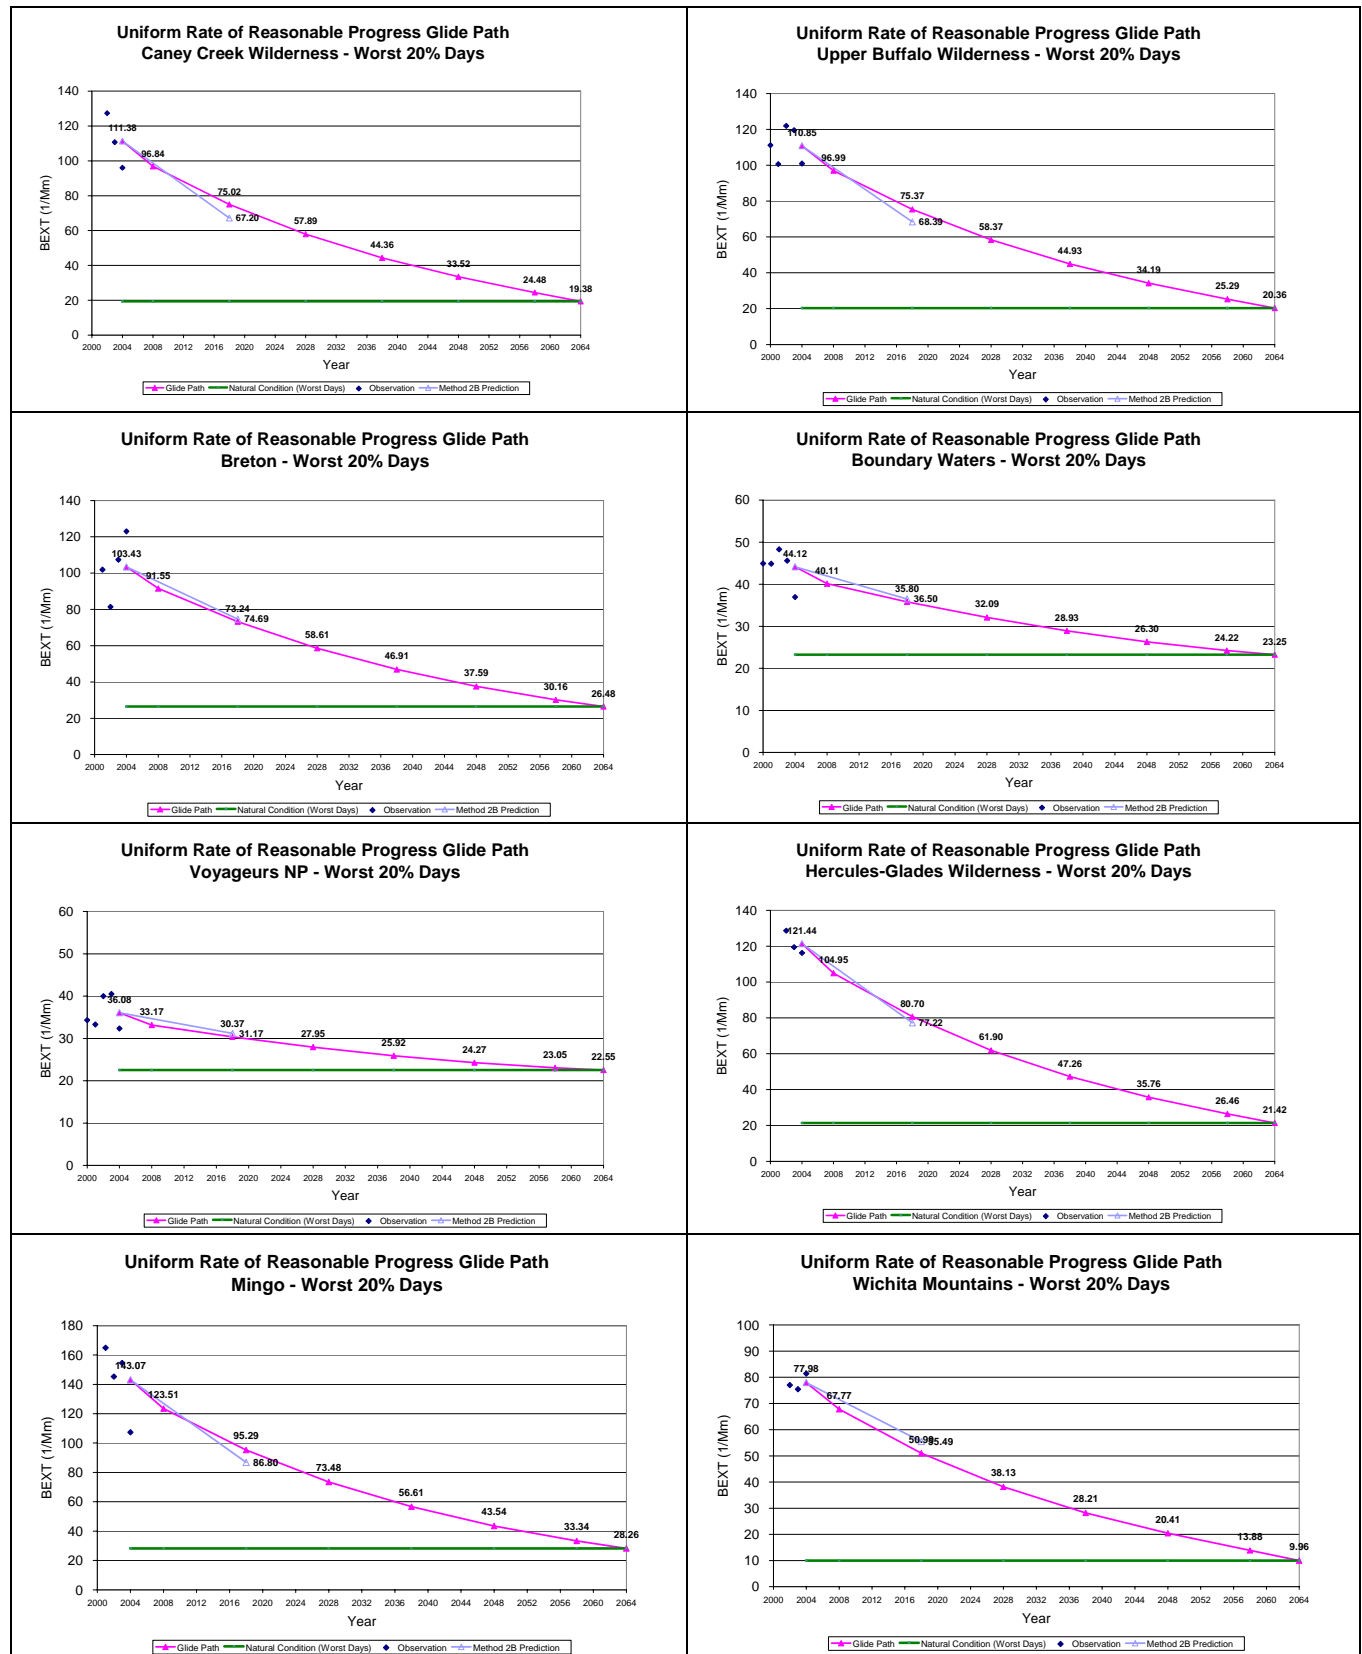 Uniform Rate of Reasonable Progress Glide Path
Caney Creek Wilderness - Worst 20% Days
140
120
100
80
60
40
20
0
BEXT (1/Mm)
111.38
96.84
75.02
67.20
57.89
44.36
33.52
24.48
19.38
2000 2004 2008 2012 2016 2020 2024 2028 2032 2036 2040 2044 2048 2052 2056 2060 2064
Year
Glide Path Natural Condition (Worst Days) Observation Method 2B Prediction
Uniform Rate of Reasonable Progress Glide Path
Upper Buffalo Wilderness - Worst 20% Days
140
120
100
80
60
40
20
0
BEXT (1/Mm)
110.85
96.99
75.37
68.39
58.37
44.93
34.19
25.29
20.36
2000 2004 2008 2012 2016 2020 2024 2028 2032 2036 2040 2044 2048 2052 2056 2060 2064
Year
Glide Path Natural Condition (Worst Days) Observation Method 2B Prediction
Uniform Rate of Reasonable Progress Glide Path
Breton - Worst 20% Days
140
120
100
80
60
40
20
0
BEXT (1/Mm)
103.43
91.55
73.24
74.69
58.61
46.91
37.59
30.16
26.48
2000 2004 2008 2012 2016 2020 2024 2028 2032 2036 2040 2044 2048 2052 2056 2060 2064
Year
Glide Path Natural Condition (Worst Days) Observation Method 2B Prediction
Uniform Rate of Reasonable Progress Glide Path
Boundary Waters - Worst 20% Days
60
50
40
30
20
10
0
BEXT (1/Mm)
44.12
40.11
35.80
36.50
32.09
28.93
26.30
24.22
23.25
2000 2004 2008 2012 2016 2020 2024 2028 2032 2036 2040 2044 2048 2052 2056 2060 2064
Year
Glide Path Natural Condition (Worst Days) Observation Method 2B Prediction
Uniform Rate of Reasonable Progress Glide Path
Voyageurs NP - Worst 20% Days
60
50
40
30
20
10
0
BEXT (1/Mm)
36.08
33.17
30.37
31.17
27.95
25.92
24.27
23.05
22.55
2000 2004 2008 2012 2016 2020 2024 2028 2032 2036 2040 2044 2048 2052 2056 2060 2064
Year
Glide Path Natural Condition (Worst Days) Observation Method 2B Prediction
Uniform Rate of Reasonable Progress Glide Path
Hercules-Glades Wilderness - Worst 20% Days
140
120
100
80
60
40
20
0
BEXT (1/Mm)
121.44
104.95
80.70
77.22
61.90
47.26
35.76
26.46
21.42
2000 2004 2008 2012 2016 2020 2024 2028 2032 2036 2040 2044 2048 2052 2056 2060 2064
Year
Glide Path Natural Condition (Worst Days) Observation Method 2B Prediction
Uniform Rate of Reasonable Progress Glide Path
Mingo - Worst 20% Days
180
160
140
120
100
80
60
40
20
0
BEXT (1/Mm)
143.07
123.51
95.29
86.80
73.48
56.61
43.54
33.34
28.26
2000 2004 2008 2012 2016 2020 2024 2028 2032 2036 2040 2044 2048 2052 2056 2060 2064
Year
Glide Path Natural Condition (Worst Days) Observation Method 2B Prediction
Uniform Rate of Reasonable Progress Glide Path
Wichita Mountains - Worst 20% Days
100
90
80
70
60
50
40
30
20
10
0
BEXT (1/Mm)
77.98
67.77
55.49
38.13
28.21
20.41
13.88
9.96
2000 2004 2008 2012 2016 2020 2024 2028 2032 2036 2040 2044 2048 2052 2056 2060 2064
Year
Glide Path Natural Condition (Worst Days) Observation Method 2B Prediction